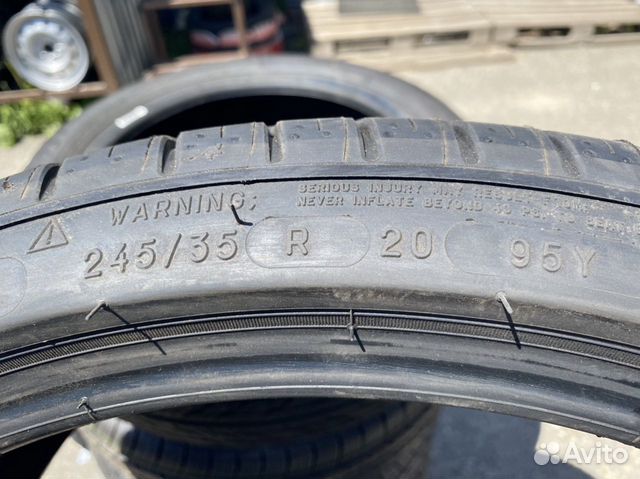 WARNING: SERIOUS INJURY MAY RESULT FROM
NEVER INFLATE BEYOND 40 PSI TO
245/35 R 20 95Y
Avito